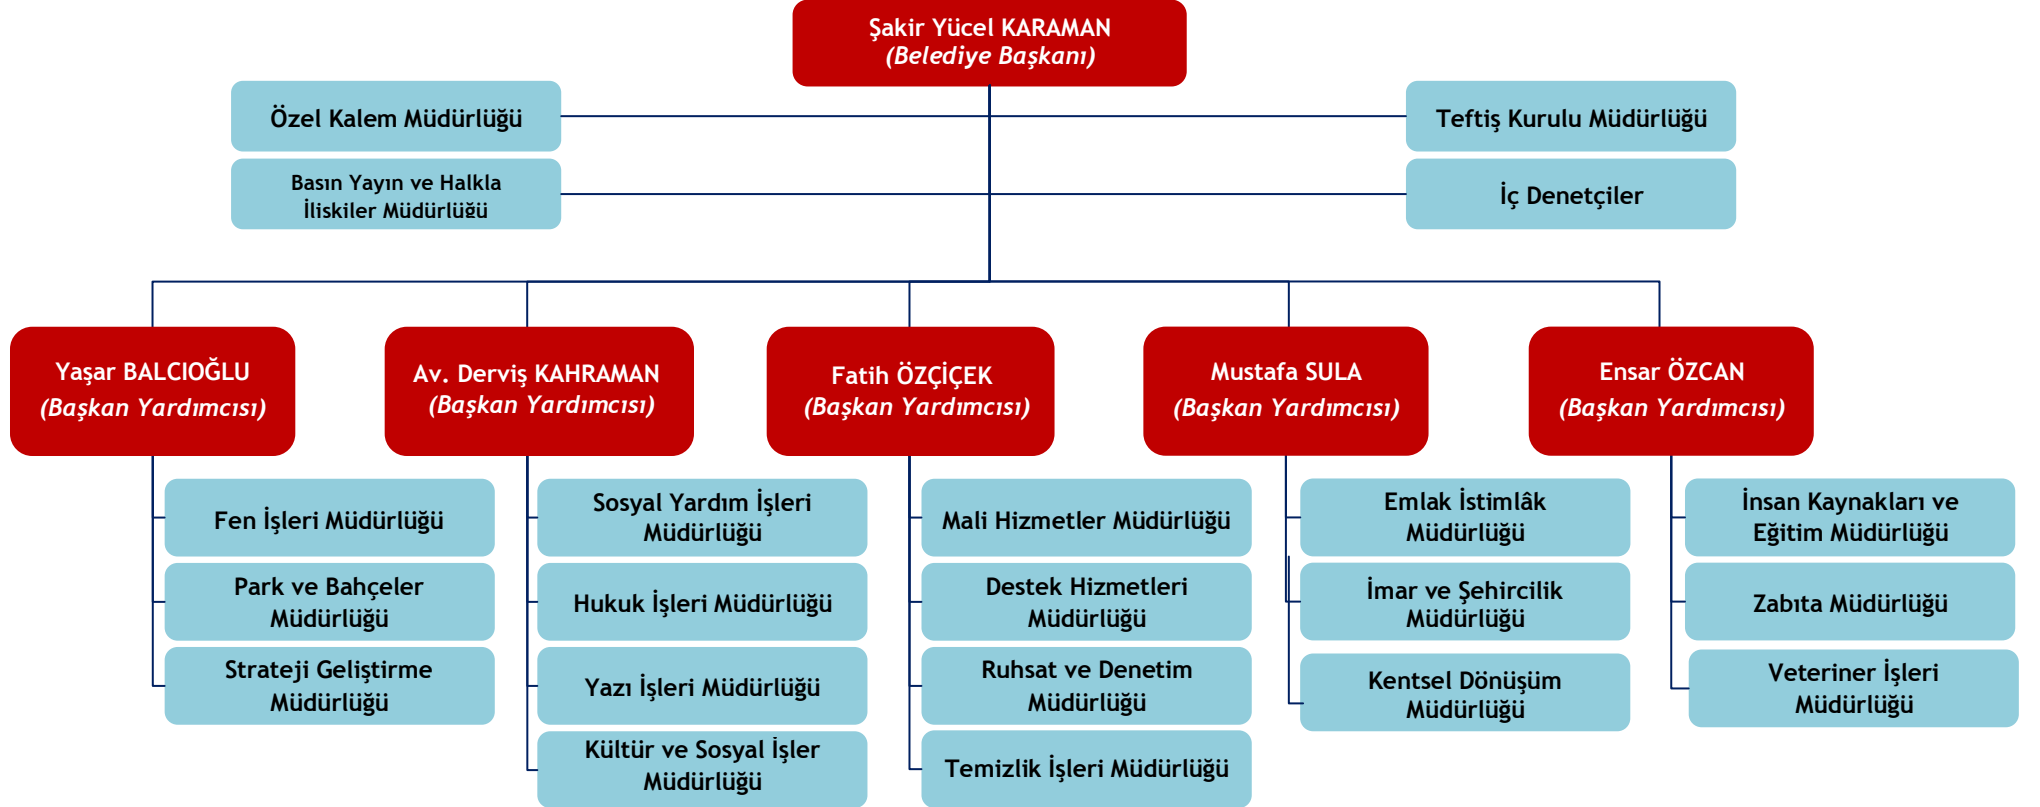 Şakir Yücel KARAMAN
(Belediye Başkanı)
Özel Kalem Müdürlüğü
Teftiş Kurulu Müdürlüğü
Basın Yayın ve Halkla
İliskiler Müdürlüğü
İç Denetçiler
Yaşar BALCIOĞLU
(Başkan Yardımcısı)
Av. Derviş KAHRAMAN
(Başkan Yardımcısı)
Fatih ÖZÇİÇEK
(Başkan Yardımcısı)
Mustafa SULA
(Başkan Yardımcısı)
Ensar ÖZCAN
(Başkan Yardımcısı)
Fen İşleri Müdürlüğü
Park ve Bahçeler
Müdürlüğü
Strateji Geliştirme
Müdürlüğü
Sosyal Yardım İşleri
Müdürlüğü
Hukuk İşleri Müdürlüğü
Yazı İşleri Müdürlüğü
Kültür ve Sosyal İşler
Müdürlüğü
Mali Hizmetler Müdürlüğü
Destek Hizmetleri
Müdürlüğü
Ruhsat ve Denetim
Müdürlüğü
Temizlik İşleri Müdürlüğü
Emlak İstimlâk
Müdürlüğü
İmar ve Şehircilik
Müdürlüğü
Kentsel Dönüşüm
Müdürlüğü
İnsan Kaynakları ve
Eğitim Müdürlüğü
Zabıta Müdürlüğü
Veteriner İşleri
Müdürlüğü